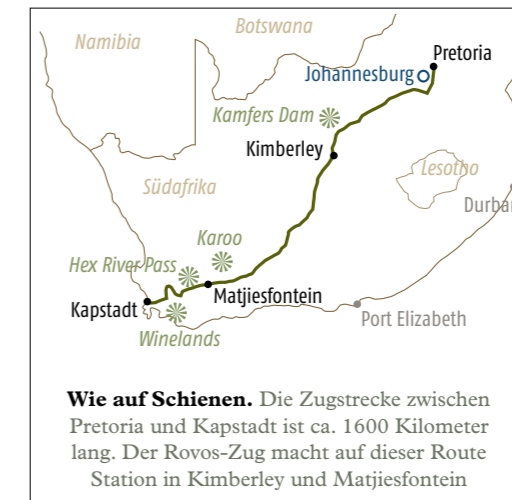 Botswana
Namibia
Pretoria
Johannesburg
Kamfers Dam
Kimberley
Lesotho
Südafrika
Durban
Karoo
Hex River Pass
Matjiesfontein
Kapstadt
Port Elizabeth
Winelands
Wie auf Schienen. Die Zugstrecke zwischen
Pretoria und Kapstadt ist ca. 1600 Kilometer
lang. Der Rovos-Zug macht auf dieser Route
Station in Kimberley und Matjiesfontein